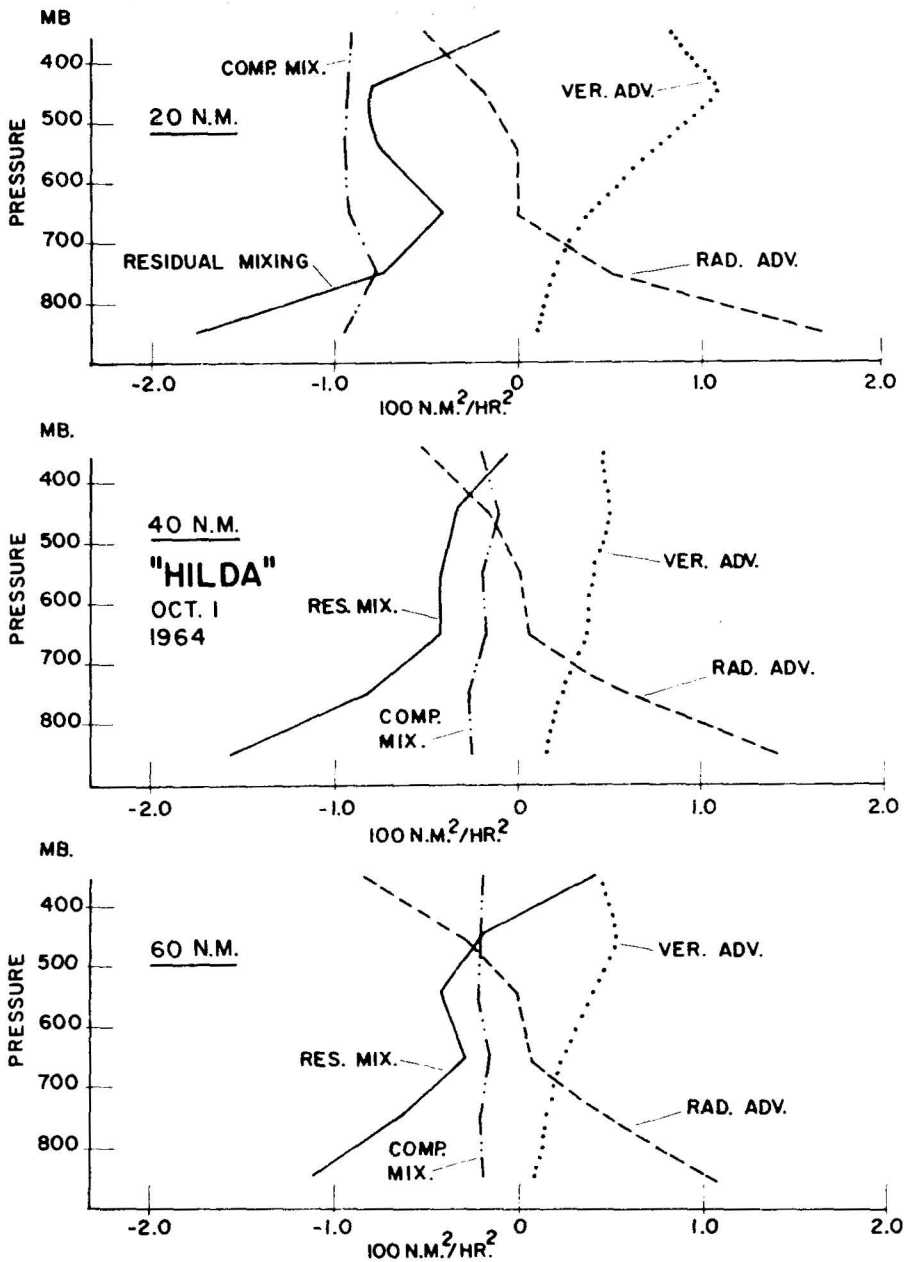 MB
400
500
600
700
800
PRESSURE
20 N.M.
COMP. MIX.
VER. ADV.
RESIDUAL MIXING
RAD. ADV.
-2.0 -1.0 0 1.0 2.0
100 N.M.²/HR.²
MB.
400
500
600
700
800
PRESSURE
40 N.M.
"HILDA"
OCT. 1
1964
RES. MIX.
VER. ADV.
RAD. ADV.
COMP.
MIX.
-2.0 -1.0 0 1.0 2.0
100 N.M.²/HR.²
MB.
400
500
600
700
800
PRESSURE
60 N.M.
VER. ADV.
RES. MIX.
RAD. ADV.
COMP.
MIX.
-2.0 -1.0 0 1.0 2.0
100 N.M.²/HR.²